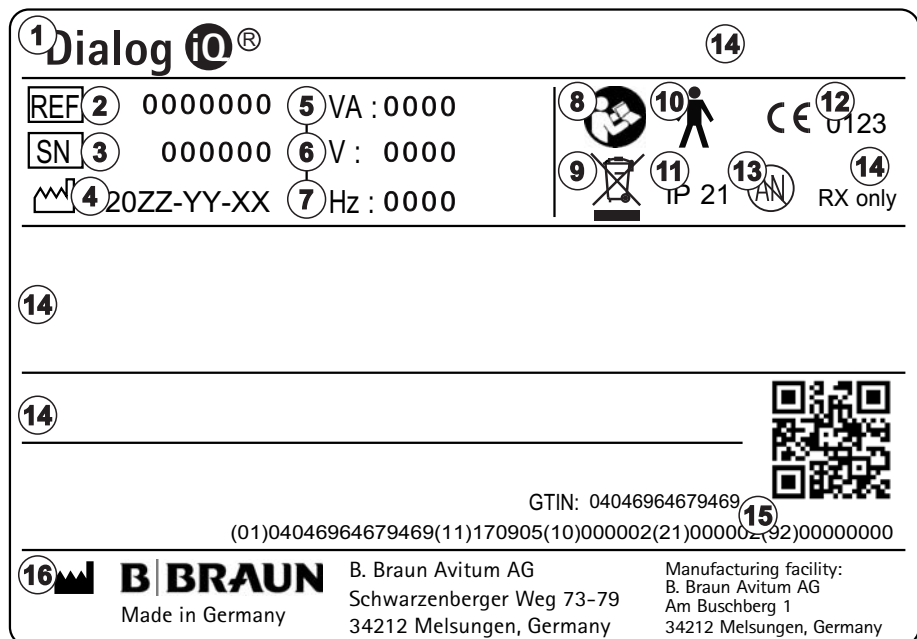 1 Dialog iQ ® 14
REF 2 0000000 5 VA : 0000 8 10 12 CE 0123
SN 3 000000 6 V : 0000
4 20ZZ-YY-XX 7 Hz : 0000 9 11 IP 21 13 AN 14 RX only
14
14
GTIN: 04046964679469
15
(01)04046964679469(11)170905(10)000002(21)000002(92)00000000
16 B BRAUN
Made in Germany
B. Braun Avitum AG
Schwarzenberger Weg 73-79
34212 Melsungen, Germany
Manufacturing facility:
B. Braun Avitum AG
Am Buschberg 1
34212 Melsungen, Germany